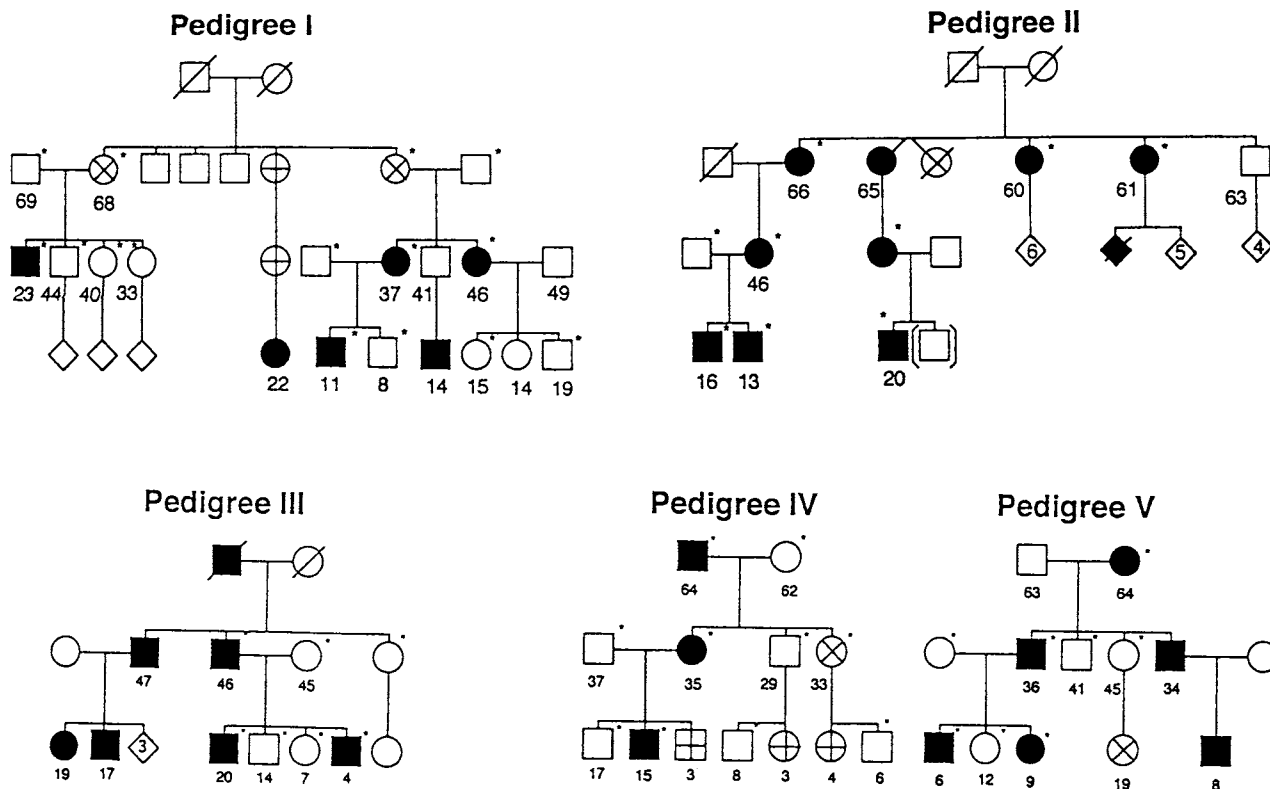 Pedigree I
Pedigree II
69 68
66 65 60 61 63
23 44 40 33
37 41 46 49
46
6 5 4
22 11 8 14 15 14 19
16 13 20
Pedigree III
Pedigree IV
Pedigree V
64 62
63 64
47 46 45
37 35 29 33
36 41 45 34
3
19 17 20 14 7 4
17 15 3 8 3 4 6
6 12 9 19 8